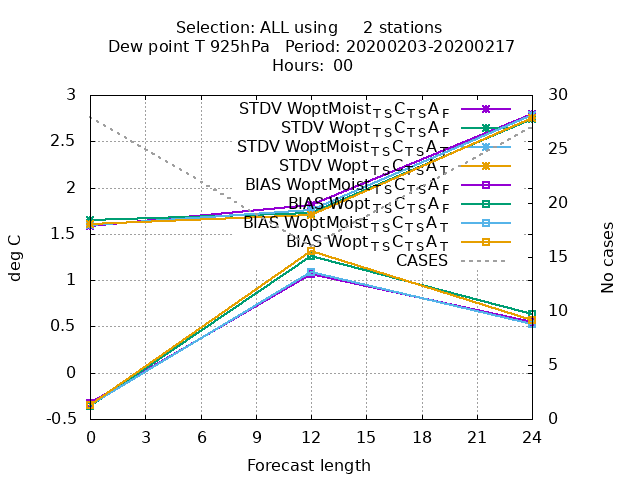 Selection: ALL using     2 stations
Dew point T 925hPa   Period: 20200203-20200217
Hours:  00
3
2.5
2
1.5
1
0.5
0
-0.5
deg C
0 3 6 9 12 15 18 21 24
Forecast length
30
25
20
15
10
5
0
No cases
STDV WoptMoist_TS C_TS A_F
STDV Wopt_TS C_TS A_F
STDV WoptMoist_TS C_TS A_T
STDV Wopt_TS C_TS A_T
BIAS WoptMoist_TS C_TS A_F
BIAS Wopt_TS C_TS A_F
BIAS WoptMoist_TS C_TS A_T
BIAS Wopt_TS C_TS A_T
CASES